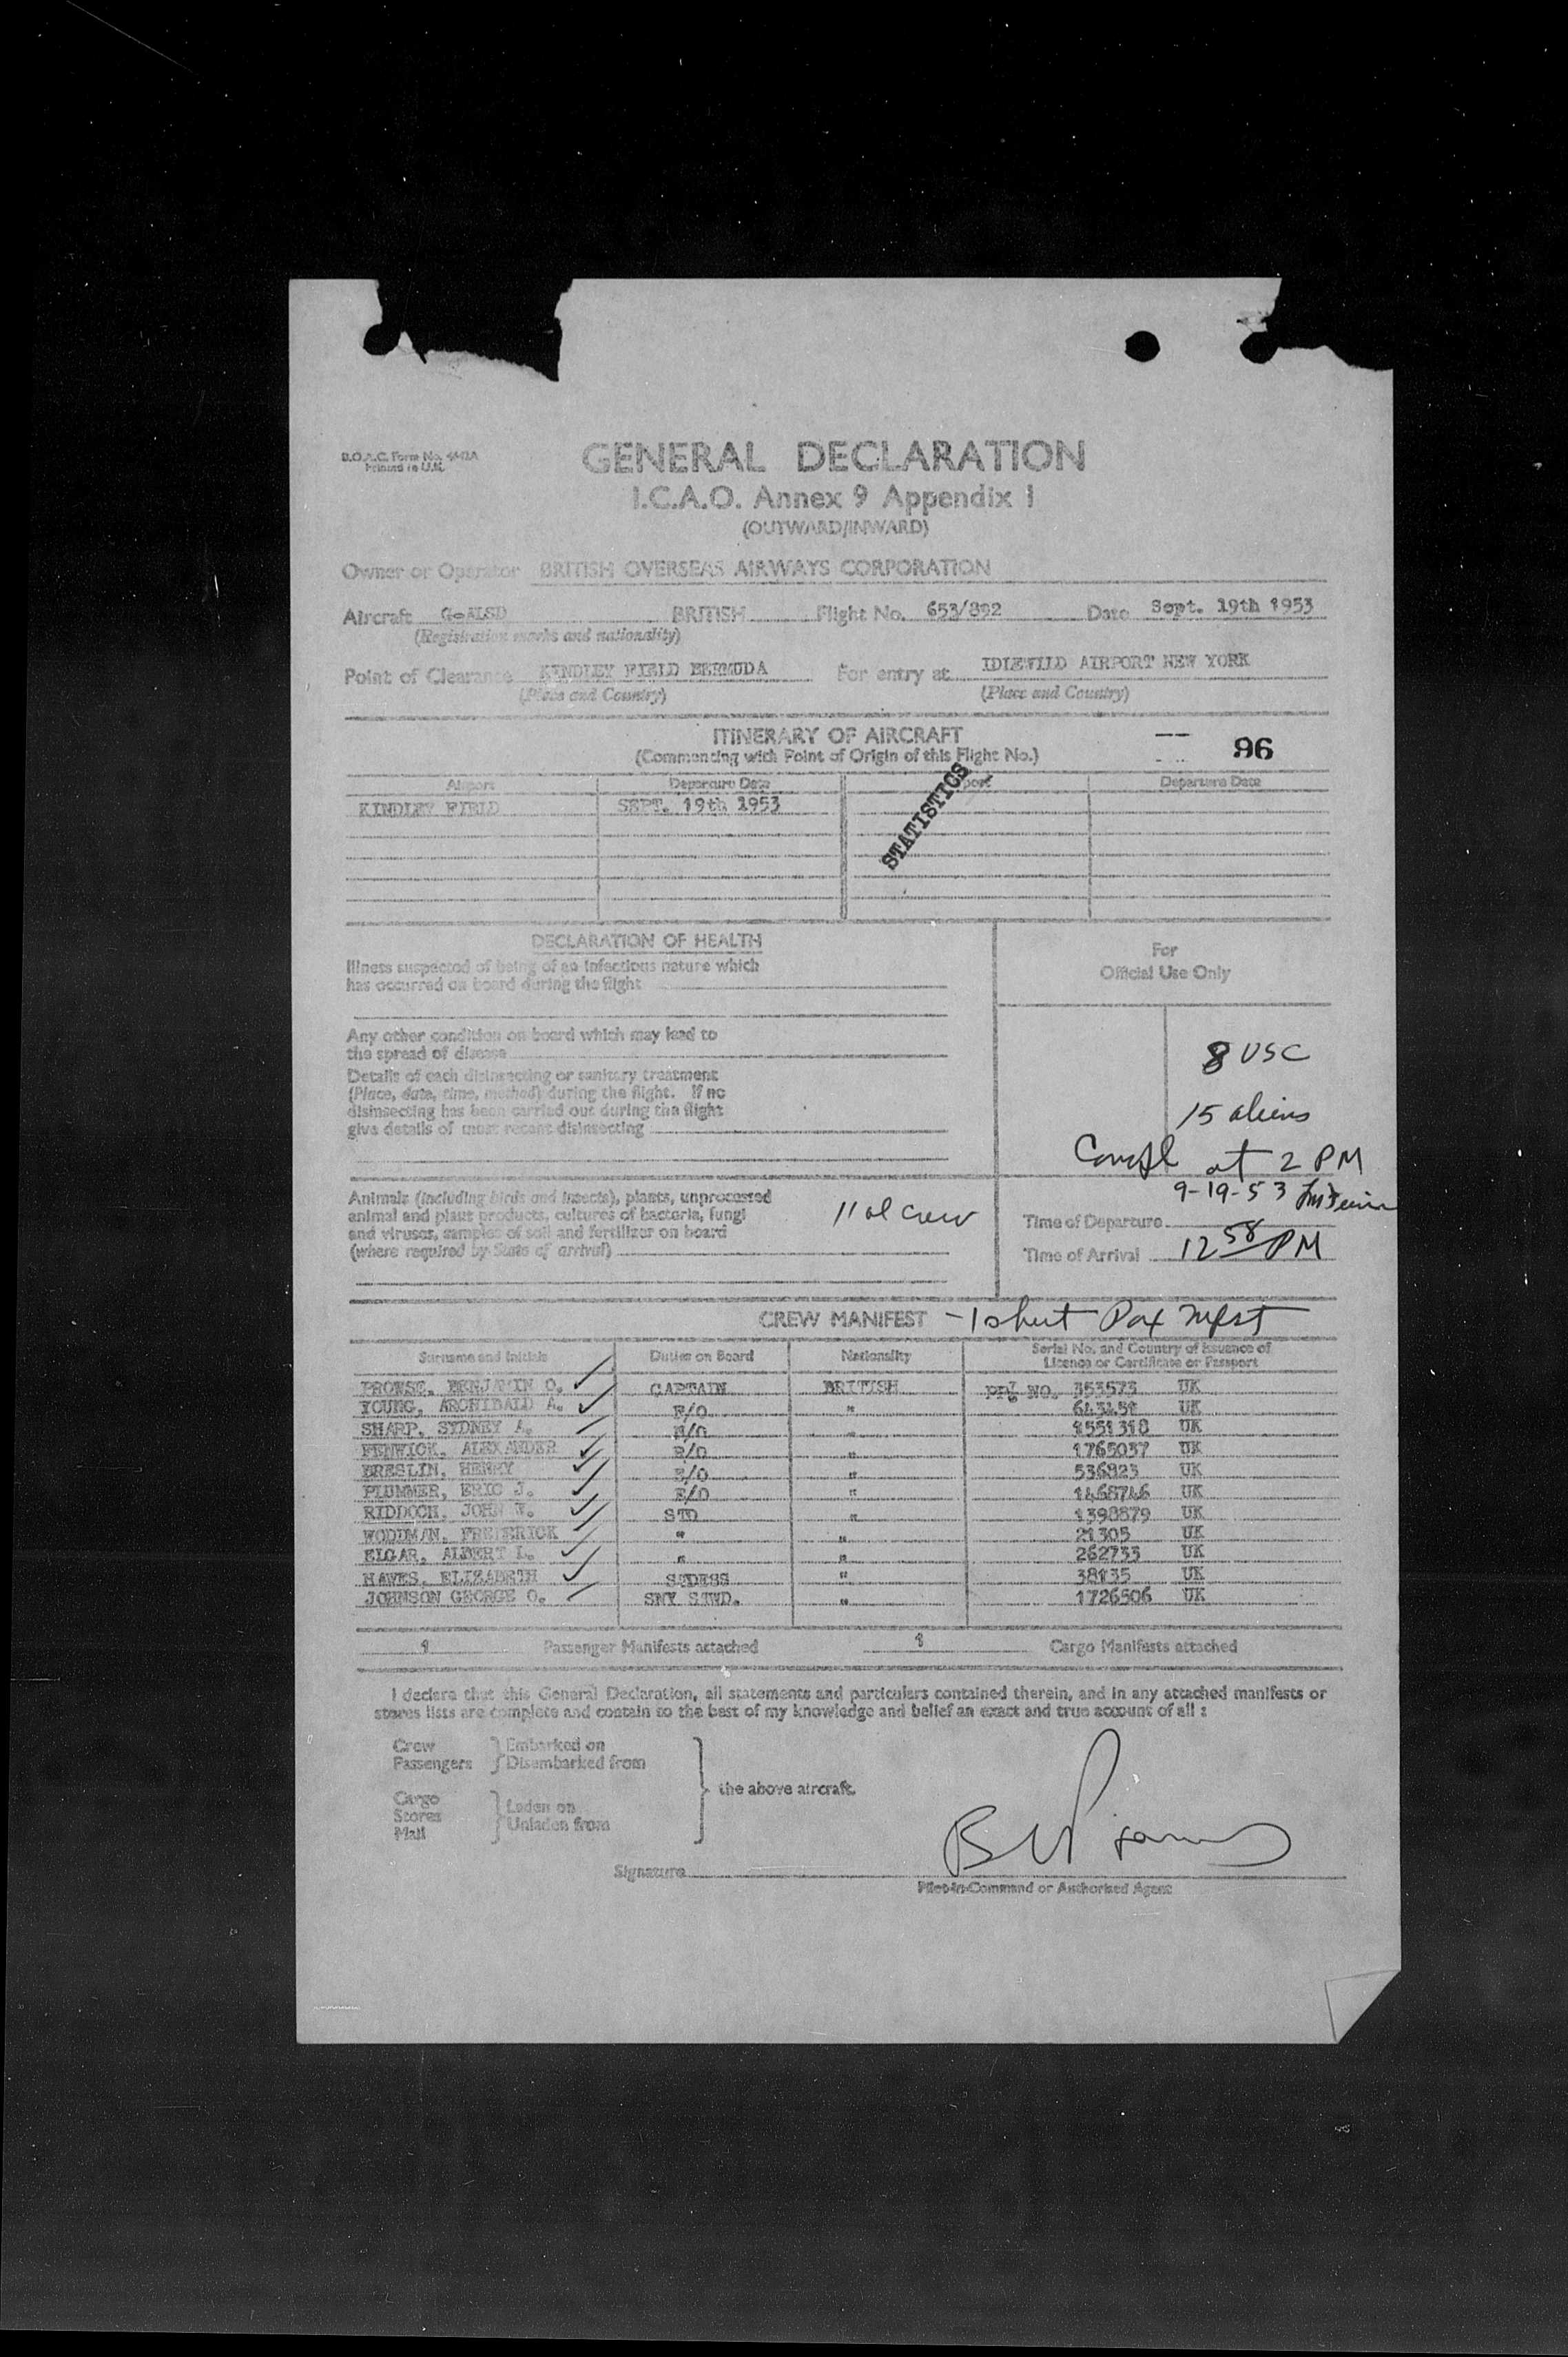 B.O.A.C. Form No.
Printed in U.K.
GENERAL DECLARATION
I.C.A.O. Annex 9 Appendix 1
(OUTWARD/INWARD)
Owner or Operator BRITISH OVERSEAS AIRWAYS CORPORATION
Aircraft G-ALSD BRITISH Flight No. 653/892 Date Sept. 19th 1953
(Registration marks and nationality)
Point of Clearance KINDLEY FIELD BERMUDA For entry at IDLEWILD AIRPORT NEW YORK
(Place and Country) (Place and Country)
ITINERARY OF AIRCRAFT
96
(Commencing with Point of Origin of this Flight No.)
STATISTICS
Airport Departure Date Departure Date
KINDLEY FIELD SEPT. 19th 1953
DECLARATION OF HEALTH
For
Official Use Only
Illness suspected of being of an infectious nature which
has occurred on board during the flight
Any other condition on board which may lead to
the spread of disease
8 USC
Details of each disinsecting or sanitary treatment
(Place, date, time, method) during the flight. If no
disinsecting has been carried out during the flight
give details of most recent disinsecting
15 aliens
Compl at 2 PM
9-19-53
Animals (including birds and insects), plants, unprocessed
animal and plant products, cultures of bacteria, fungi
and viruses, samples of soil and fertilizer on board
(where required by State of arrival)
11 al crew
Time of Departure
Time of Arrival 12 58 PM
CREW MANIFEST - 1 sheet Pax Mfst
Surname and Initials Duties on Board Nationality Serial No. and Country of Issuance of
Licence or Certificate or Passport
PROWSE, BENJAMIN O. CAPTAIN BRITISH PPT NO. 353573 UK
YOUNG, ARCHIBALD A. F/O " UK
SHARP, SYDNEY A. N/O " 1551318 UK
FENWICK, ALEXANDER R/O " 1765037 UK
BRESLIN, HENRY E/O " 536823 UK
PLUMMER, ERIC J. E/O " 1468746 UK
RIDDOCH, JOHN W. STD " 1398879 UK
WODDMAN, FREDERICK " " 21305 UK
ELGAR, ALBERT L. " " 262733 UK
HAWES, ELIZABETH STDESS " 38135 UK
JOHNSON GEORGE O. SNY STWD. " 1726506 UK
1 Passenger Manifests attached 1 Cargo Manifests attached
I declare that this General Declaration, all statements and particulars contained therein, and in any attached manifests or
stores lists are complete and contain to the best of my knowledge and belief an exact and true account of all :
Crew
Passengers
Embarked on
Disembarked from
Cargo
Stores
Mail
Laden on
Unladen from
the above aircraft.
Signature
Pilot-in-Command or Authorised Agent